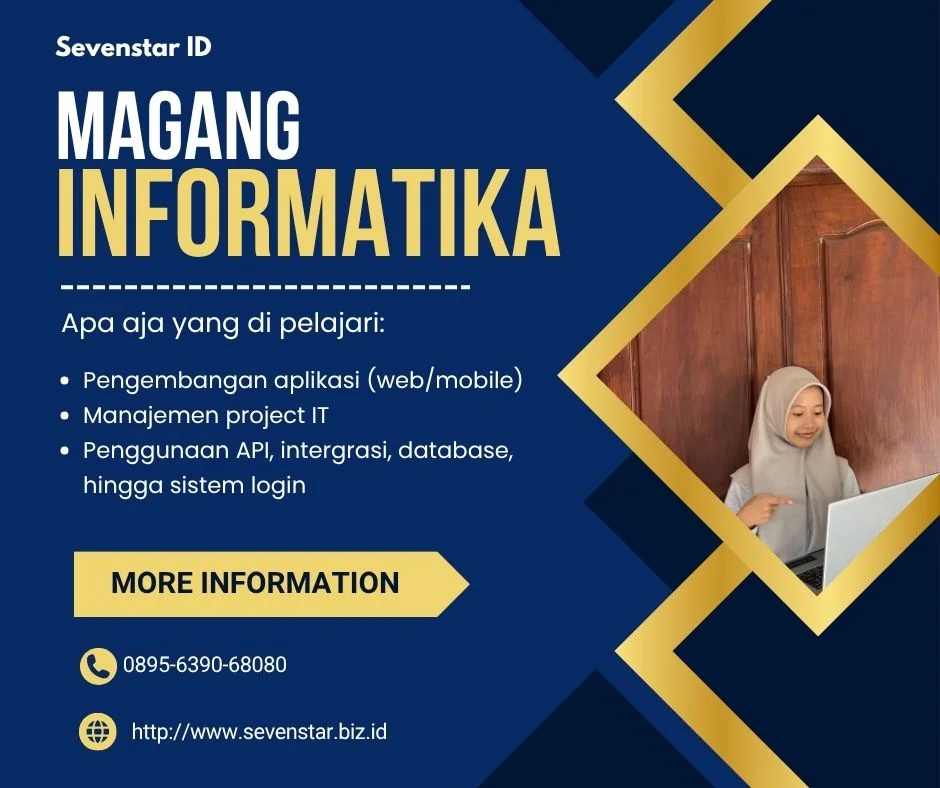 Sevenstar ID
MAGANG
INFORMATIKA
Apa aja yang di pelajari:
• Pengembangan aplikasi (web/mobile)
• Manajemen project IT
• Penggunaan API, intergrasi, database,
hingga sistem login
MORE INFORMATION
0895-6390-68080
http://www.sevenstar.biz.id